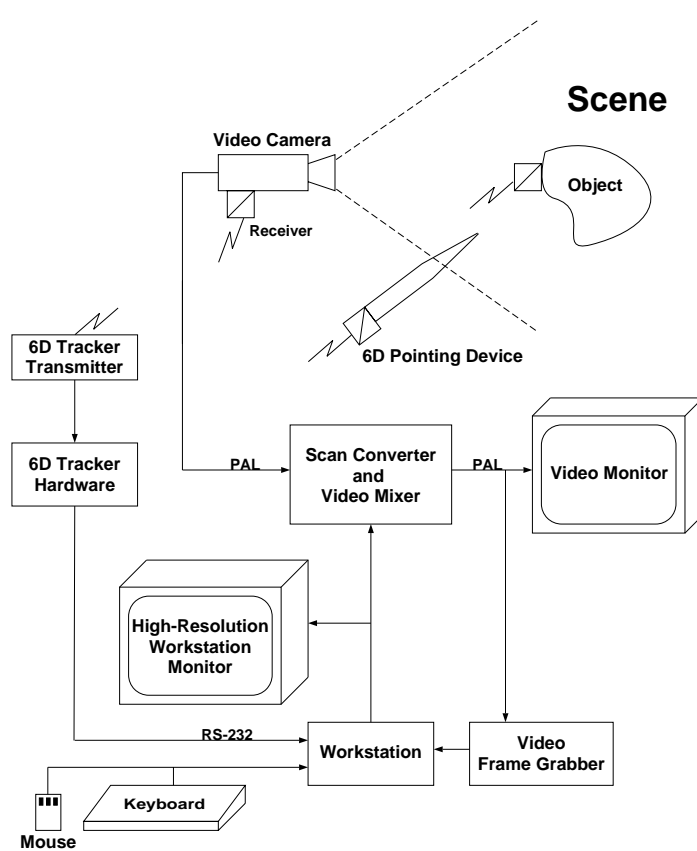 Scene
Video Camera
Object
Receiver
6D Pointing Device
6D Tracker
Transmitter
6D Tracker
Hardware
PAL
Scan Converter
and
Video Mixer
PAL
Video Monitor
High-Resolution
Workstation
Monitor
RS-232
Workstation
Video
Frame Grabber
Keyboard
Mouse